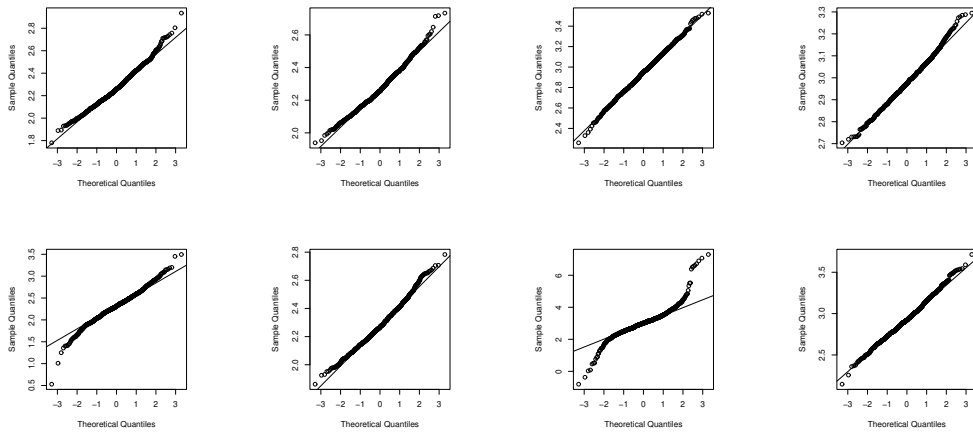 Sample Quantiles
1.8 2.0 2.2 2.4 2.6 2.8
−3 −2 −1 0 1 2 3
Theoretical Quantiles
Sample Quantiles
2.0 2.2 2.4 2.6
−3 −2 −1 0 1 2 3
Theoretical Quantiles
Sample Quantiles
2.4 2.6 2.8 3.0 3.2 3.4
−3 −2 −1 0 1 2 3
Theoretical Quantiles
Sample Quantiles
2.7 2.8 2.9 3.0 3.1 3.2 3.3
−3 −2 −1 0 1 2 3
Theoretical Quantiles
Sample Quantiles
0.5 1.0 1.5 2.0 2.5 3.0 3.5
−3 −2 −1 0 1 2 3
Theoretical Quantiles
Sample Quantiles
2.0 2.2 2.4 2.6 2.8
−3 −2 −1 0 1 2 3
Theoretical Quantiles
Sample Quantiles
0 2 4 6
−3 −2 −1 0 1 2 3
Theoretical Quantiles
Sample Quantiles
2.5 3.0 3.5
−3 −2 −1 0 1 2 3
Theoretical Quantiles